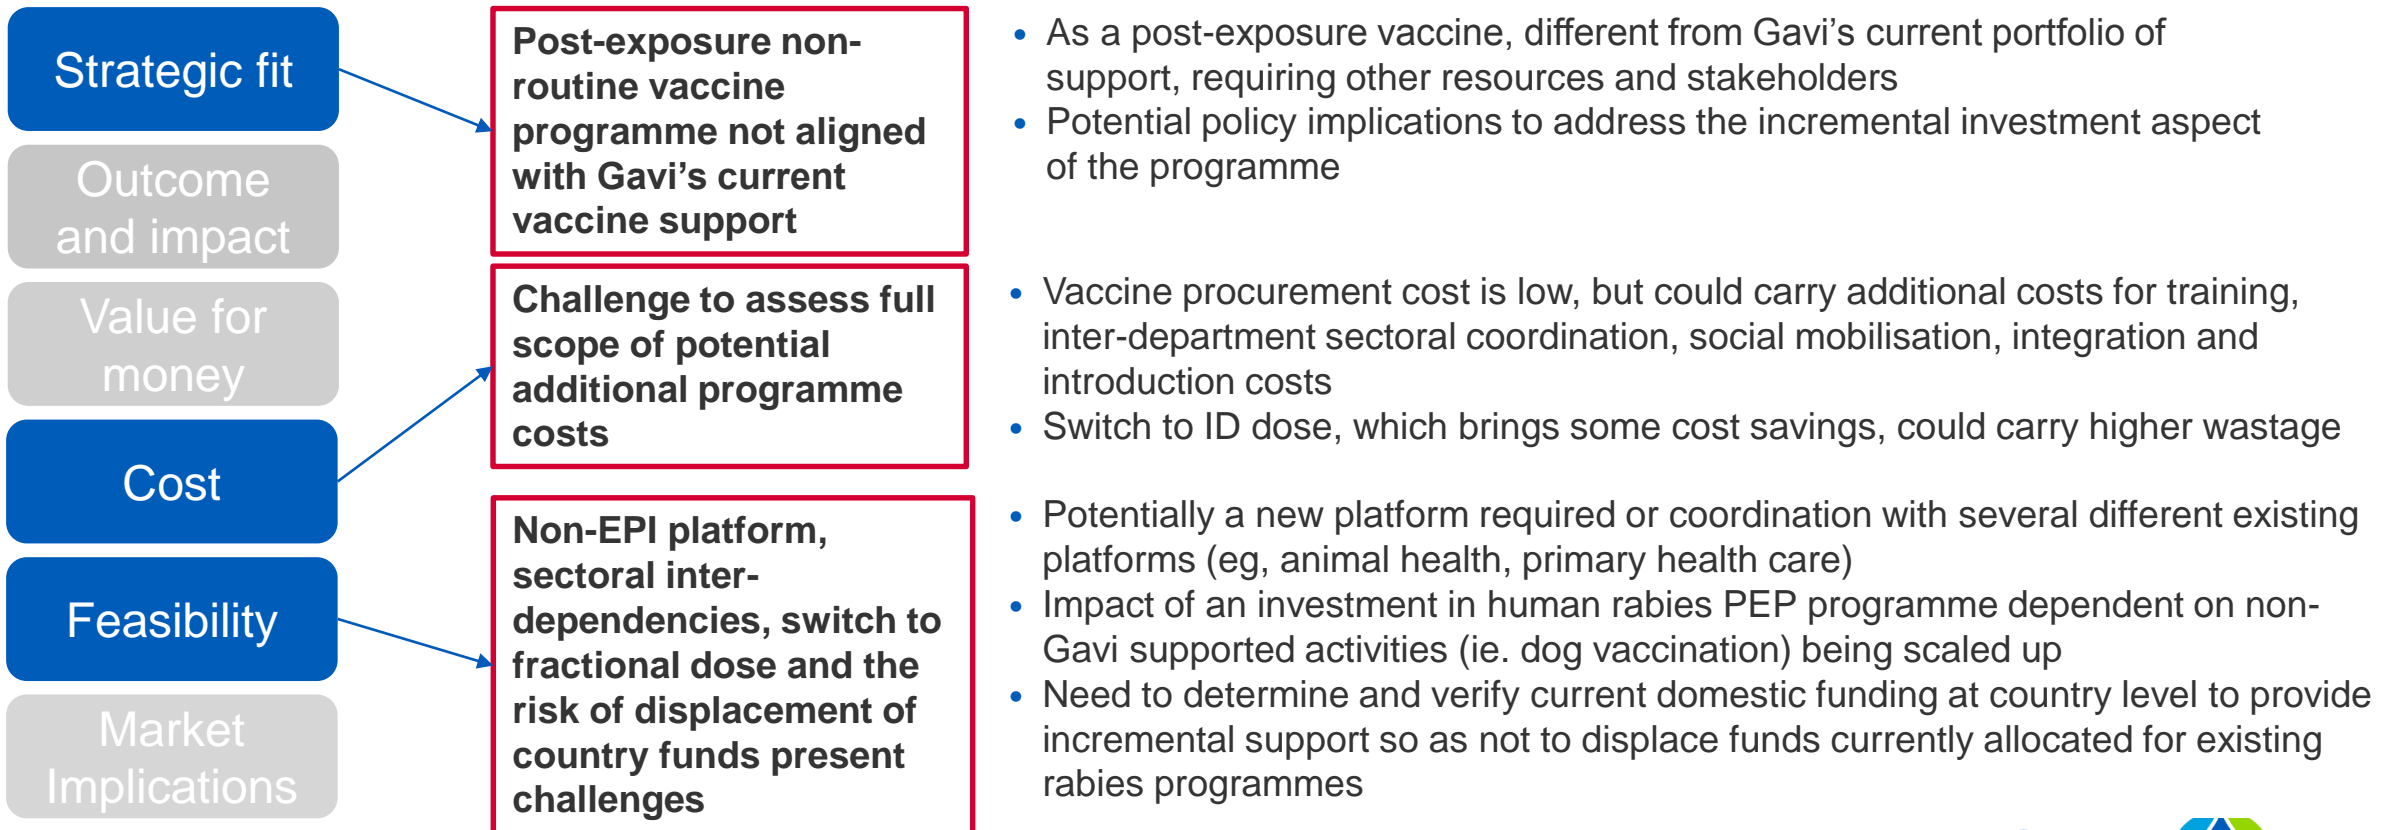 Strategic fit
Outcome
and impact
Value for
money
Cost
Feasibility
Market
Implications
Post-exposure non-
routine vaccine
programme not aligned
with Gavi’s current
vaccine support
• As a post-exposure vaccine, different from Gavi’s current portfolio of
support, requiring other resources and stakeholders
• Potential policy implications to address the incremental investment aspect
of the programme
Challenge to assess full
scope of potential
additional programme
costs
• Vaccine procurement cost is low, but could carry additional costs for training,
inter-department sectoral coordination, social mobilisation, integration and
introduction costs
• Switch to ID dose, which brings some cost savings, could carry higher wastage
Non-EPI platform,
sectoral inter-
dependencies, switch to
fractional dose and the
risk of displacement of
country funds present
challenges
• Potentially a new platform required or coordination with several different existing
platforms (eg, animal health, primary health care)
• Impact of an investment in human rabies PEP programme dependent on non-
Gavi supported activities (ie. dog vaccination) being scaled up
• Need to determine and verify current domestic funding at country level to provide
incremental support so as not to displace funds currently allocated for existing
rabies programmes